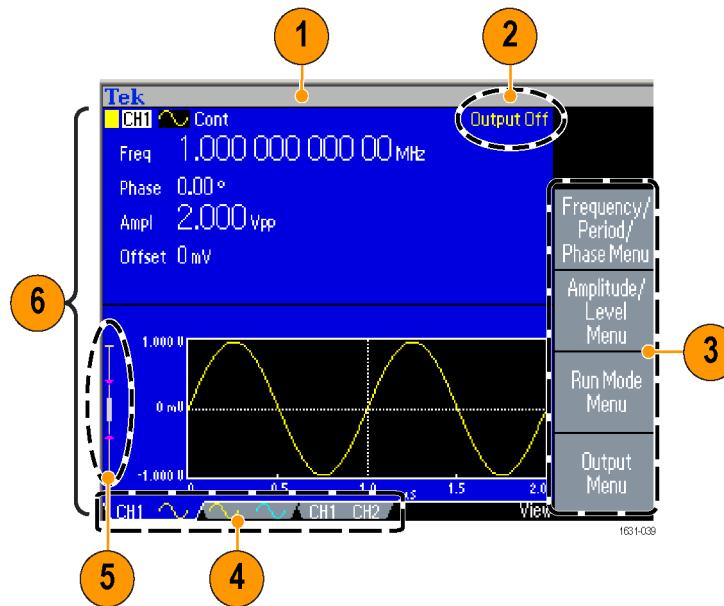 1
2
Tek
CH1 Cont Output Off
Freq 1.000 000 000 00 MHz
Phase 0.00 °
Ampl 2.000 Vpp
Offset 0 mV
Frequency/
Period/
Phase Menu
Amplitude/
Level
Menu
Run Mode
Menu
Output
Menu
3
6
1.000 U
0 mU
-1.000 U
0 0.5 1.0 1.5 2.0
CH1 CH1 CH2 View
1631-039
5
4